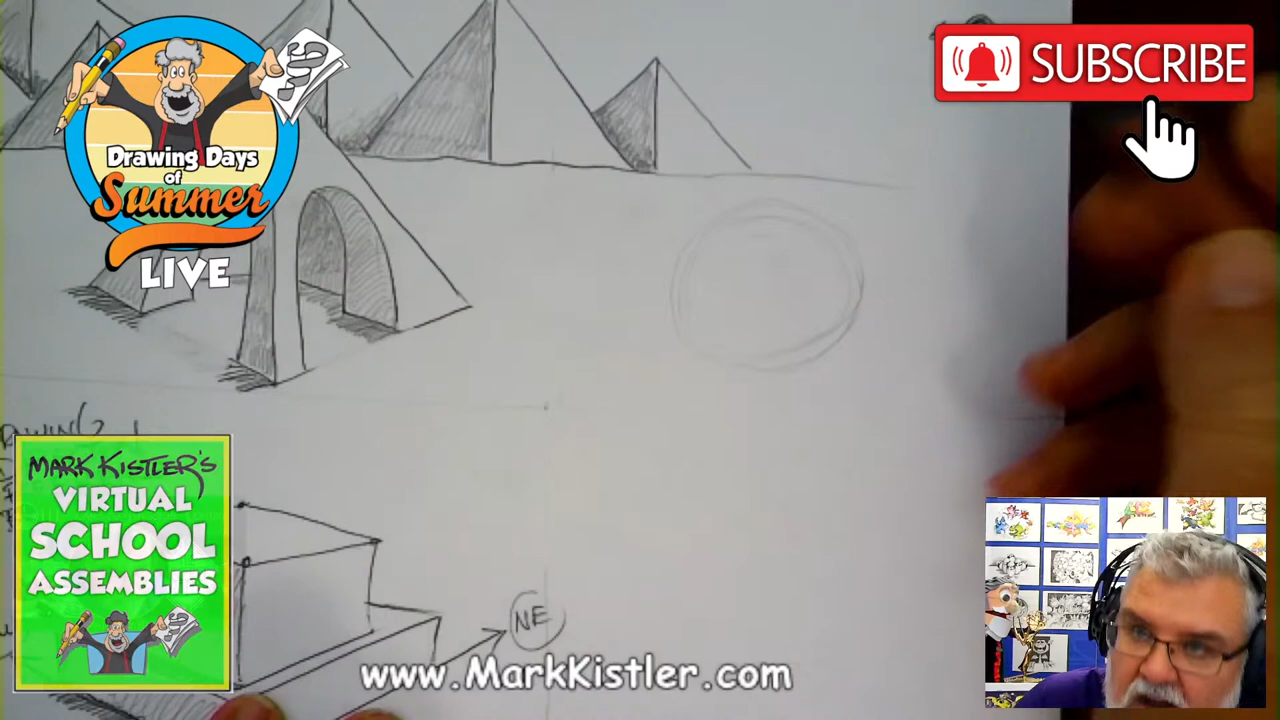 SUBSCRIBE
Drawing Days
of
Summer
LIVE
MARK KISTLER'S
VIRTUAL
SCHOOL
ASSEMBLIES
NE
www.MarkKistler.com